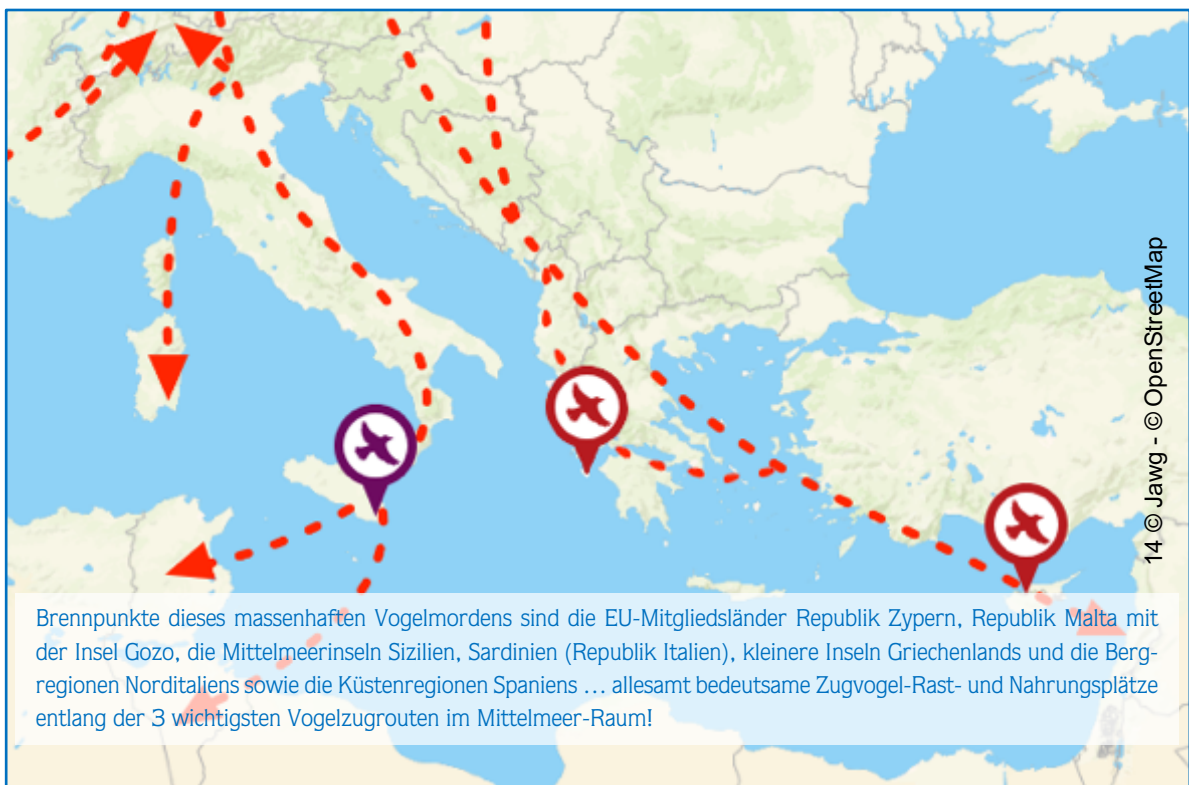 14 © Jawg - © OpenStreetMap
Brennpunkte dieses massenhaften Vogelmordens sind die EU-Mitgliedsländer Republik Zypern, Republik Malta mit
der Insel Gozo, die Mittelmeerinseln Sizilien, Sardinien (Republik Italien), kleinere Inseln Griechenlands und die Berg-
regionen Norditaliens sowie die Küstenregionen Spaniens … allesamt bedeutsame Zugvogel-Rast- und Nahrungsplätze
entlang der 3 wichtigsten Vogelzugrouten im Mittelmeer-Raum!